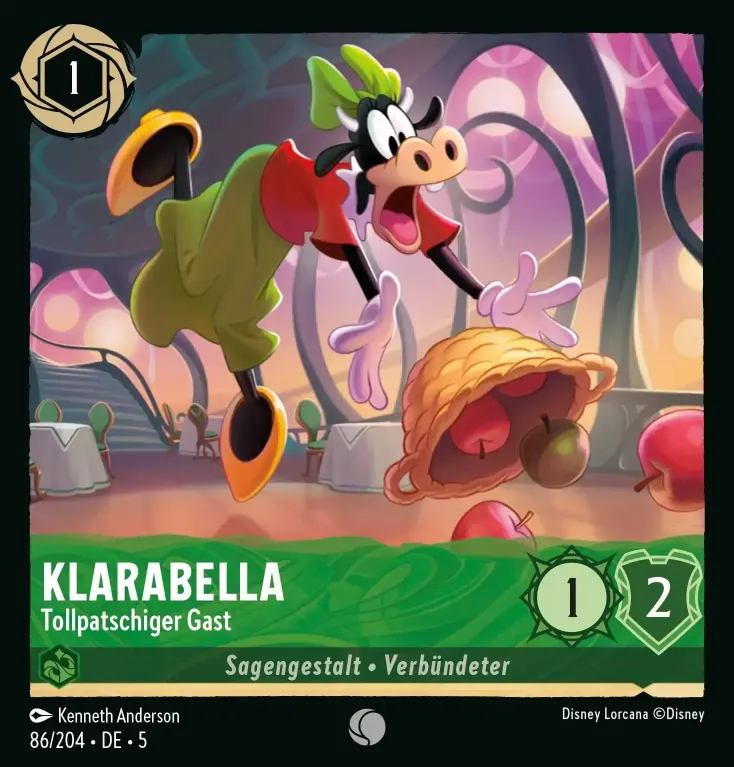 1
KLARABELLA
Tollpatschiger Gast
1 2
Sagengestalt • Verbündeter
Kenneth Anderson
Disney Lorcana ©Disney
86/204 • DE • 5